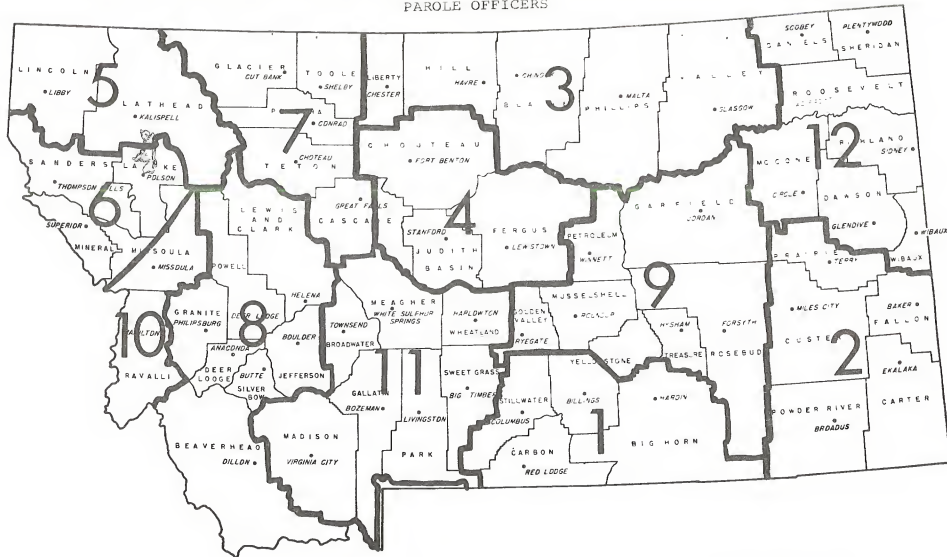 PAROLE OFFICERS
LINCOLN
LIBBY
5
LATHEAD
KALISPELL
GLACIER
CUT BANK
TOOLE
SHELBY
7
CONRAD
CHOTEAU
TETON
LIBERTY
CHESTER
HILL
HAVRE
3
PHILLIPS
MALTA
VALLEY
GLASGOW
SCOBEY
DANIELS
PLENTYWOOD
SHERIDAN
ROOSEVELT
RICHLAND
SIDNEY
12
MCCONE
CIRCLE
DAWSON
GLENDIVE
WIBAUX
WIBAUX
SANDERS
THOMPSON FALLS
LAKE
POLSON
6
SUPERIOR
MINERAL
MISSOULA
MISSOULA
LEWIS
AND
CLARK
GREAT FALLS
CASCADE
CHOUTEAU
FORT BENTON
4
STANFORD
JUDITH
BASIN
FERGUS
LEWISTOWN
PETROLEUM
WINNETT
GARFIELD
JORDAN
9
PRAIRIE
TERRY
MILES CITY
CUSTER
2
BAKER
FALLON
EKALAKA
CARTER
POWDER RIVER
BROADUS
POWELL
HELENA
GRANITE
PHILIPSBURG
DEER LODGE
8
BOULDER
JEFFERSON
ANACONDA
DEER
LODGE
BUTTE
SILVER
BOW
10
HAMILTON
RAVALLI
BEAVERHEAD
DILLON
MADISON
VIRGINIA CITY
TOWNSEND
BROADWATER
MEAGHER
WHITE SULPHUR
SPRINGS
HARLOWTON
WHEATLAND
11
GALLATIN
BOZEMAN
LIVINGSTON
PARK
SWEET GRASS
BIG TIMBER
GOLDEN
VALLEY
RYEGATE
MUSSELSHELL
ROUNDUP
HYSHAM
TREASURE
FORSYTH
ROSEBUD
STILLWATER
COLUMBUS
YELLOWSTONE
BILLINGS
1
HARDIN
BIG HORN
CARBON
RED LODGE